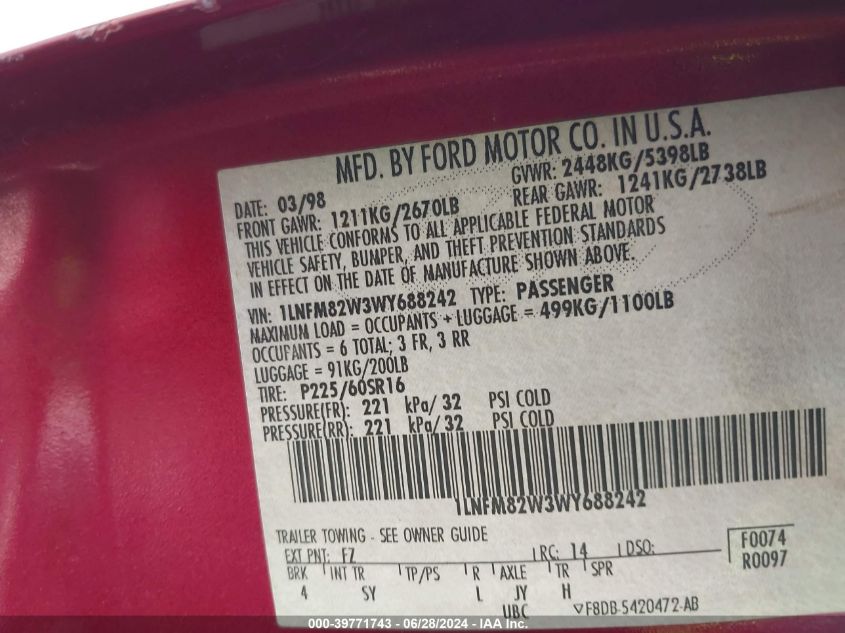 MFD. BY FORD MOTOR CO. IN U.S.A.
DATE: 03/98 GVWR: 2448KG/5398LB
FRONT GAWR: 1211KG/2670LB REAR GAWR: 1241KG/2738LB
THIS VEHICLE CONFORMS TO ALL APPLICABLE FEDERAL MOTOR
VEHICLE SAFETY, BUMPER, AND THEFT PREVENTION STANDARDS
IN EFFECT ON THE DATE OF MANUFACTURE SHOWN ABOVE.
VIN: 1LNFM82W3WY688242 TYPE: PASSENGER
MAXIMUM LOAD = OCCUPANTS + LUGGAGE = 499KG/1100LB
OCCUPANTS = 6 TOTAL; 3 FR, 3 RR
LUGGAGE = 91KG/200LB
TIRE: P225/60SR16
PRESSURE(FR): 221 kPa/ 32 PSI COLD
PRESSURE(RR): 221 kPa/ 32 PSI COLD
1LNFM82W3WY688242
TRAILER TOWING - SEE OWNER GUIDE
EXT PNT: FZ RC: 14 DSO: F0074
R0097
BRK INT TR TP/PS R AXLE TR SPR
4 SY L JY H
UBC ▽F8DB-5420472-AB
000-39771743 / 06/28/2024 - IAA Inc.